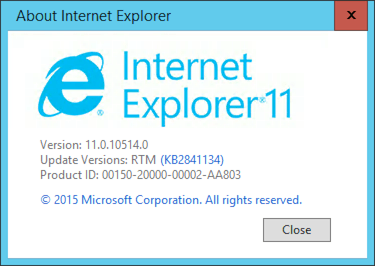 About Internet Explorer
x
Internet
Explorer®11
Version: 11.0.10514.0
Update Versions: RTM (KB2841134)
Product ID: 00150-20000-00002-AA803
© 2015 Microsoft Corporation. All rights reserved.
Close